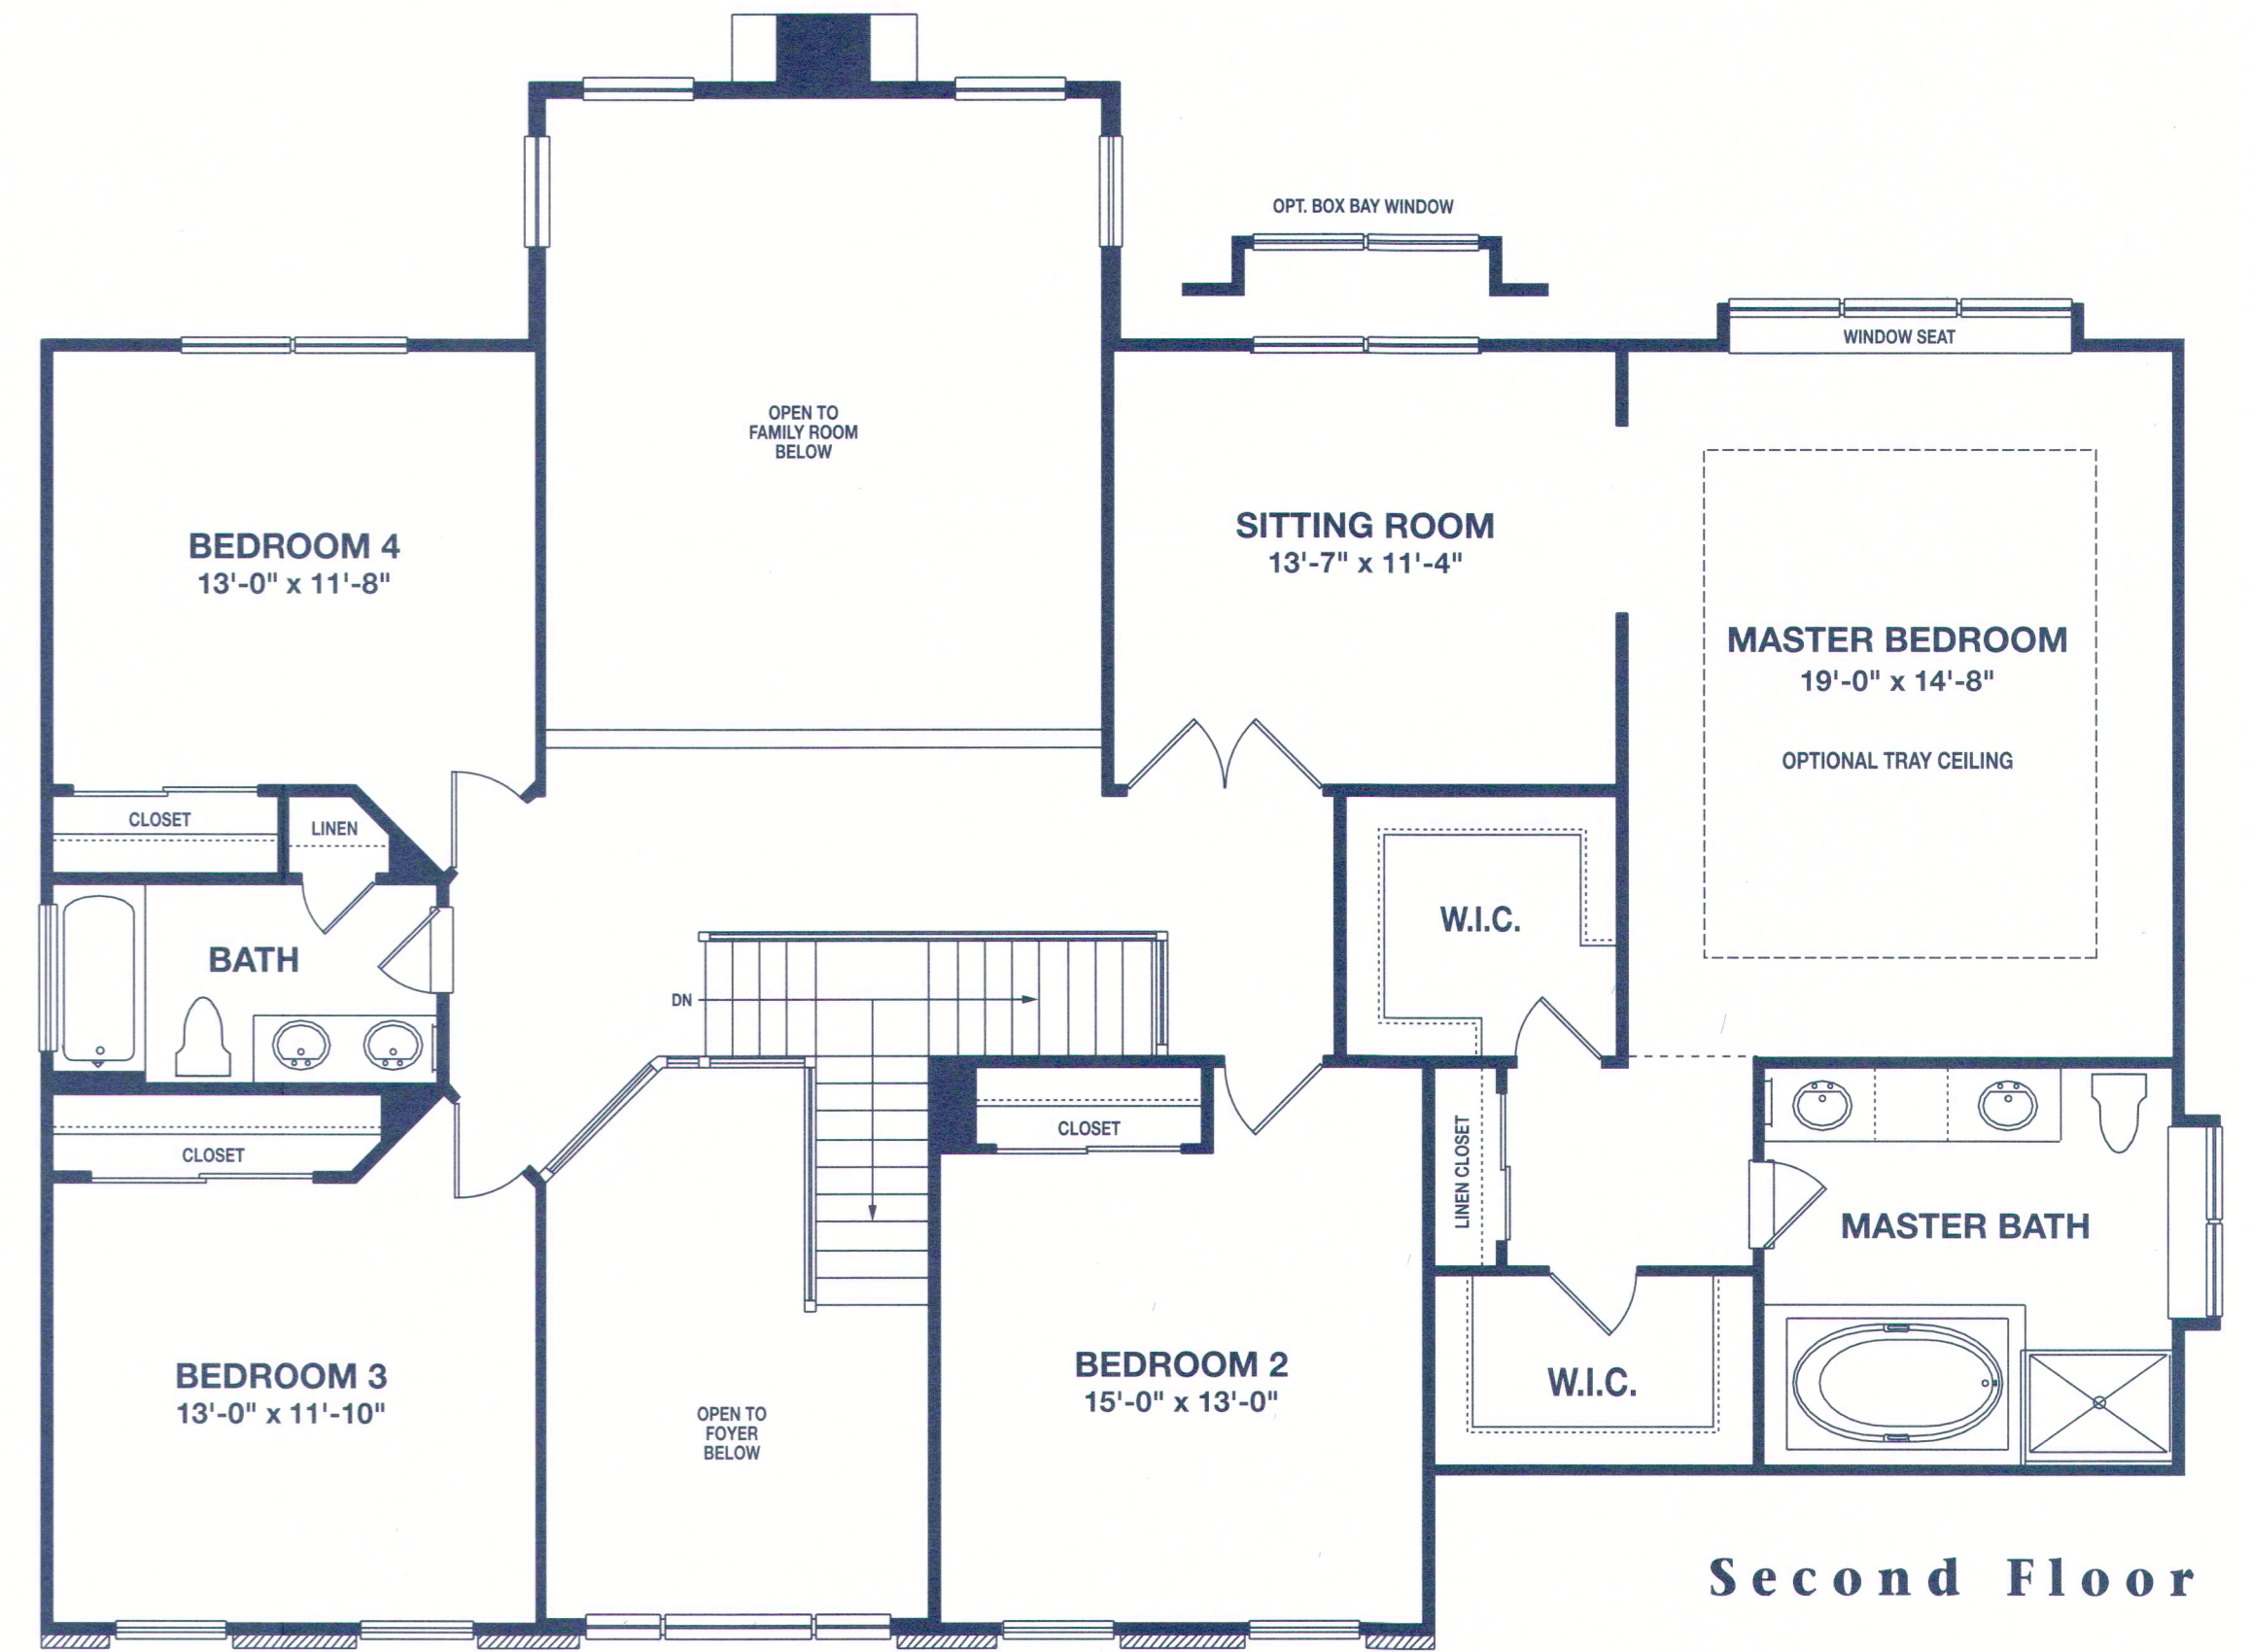 OPT. BOX BAY WINDOW
WINDOW SEAT
OPEN TO
FAMILY ROOM
BELOW
BEDROOM 4
13'-0" x 11'-8"
SITTING ROOM
13'-7" x 11'-4"
MASTER BEDROOM
19'-0" x 14'-8"
OPTIONAL TRAY CEILING
CLOSET
LINEN
W.I.C.
BATH
DN
CLOSET
CLOSET
LINEN CLOSET
MASTER BATH
BEDROOM 3
13'-0" x 11'-10"
OPEN TO
FOYER
BELOW
BEDROOM 2
15'-0" x 13'-0"
W.I.C.
Second Floor